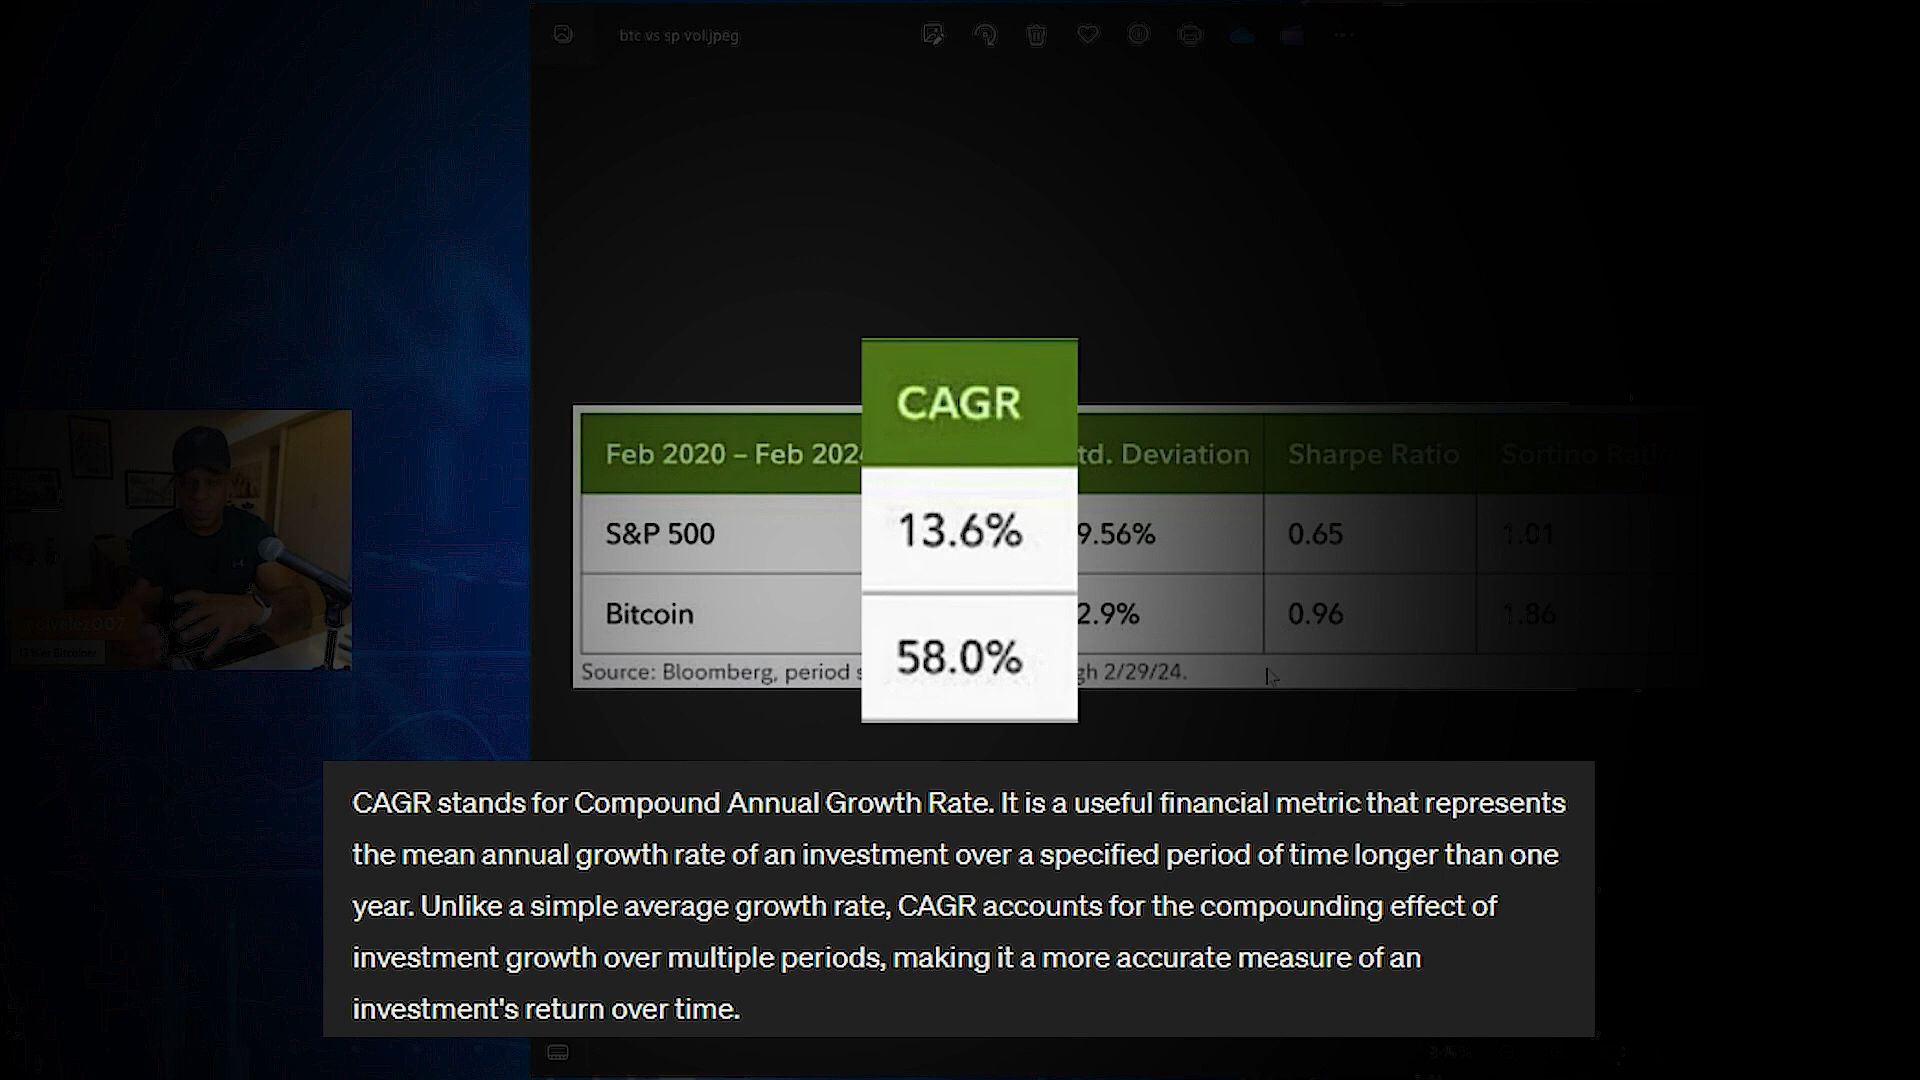 btc vs sp vol.jpeg
CAGR
Feb 2020 – Feb 202 td. Deviation Sharpe Ratio Sortino
S&P 500 13.6% 9.56% 0.65 1.01
Bitcoin 58.0% 2.9% 0.96 1.86
Source: Bloomberg, period gh 2/29/24.
CAGR stands for Compound Annual Growth Rate. It is a useful financial metric that represents
the mean annual growth rate of an investment over a specified period of time longer than one
year. Unlike a simple average growth rate, CAGR accounts for the compounding effect of
investment growth over multiple periods, making it a more accurate measure of an
investment's return over time.